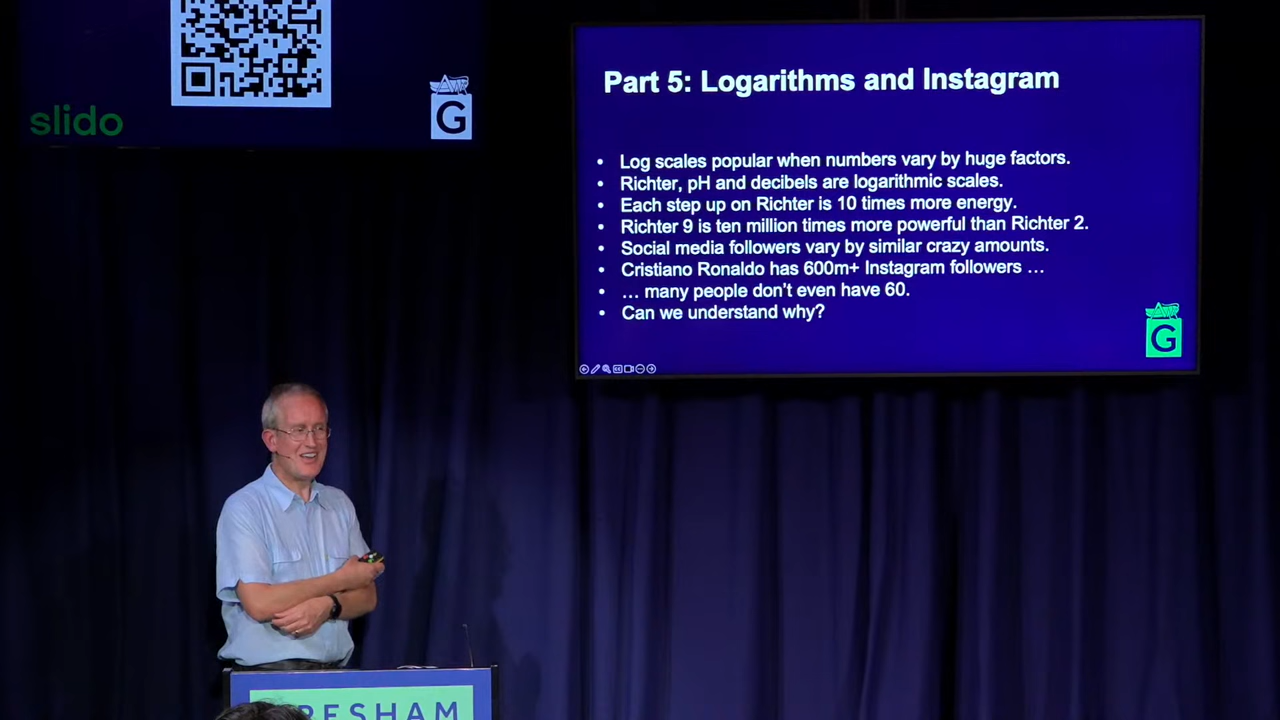 slido
G
Part 5: Logarithms and Instagram
• Log scales popular when numbers vary by huge factors.
• Richter, pH and decibels are logarithmic scales.
• Each step up on Richter is 10 times more energy.
• Richter 9 is ten million times more powerful than Richter 2.
• Social media followers vary by similar crazy amounts.
• Cristiano Ronaldo has 600m+ Instagram followers …
• … many people don't even have 60.
• Can we understand why?
G
RESHAM